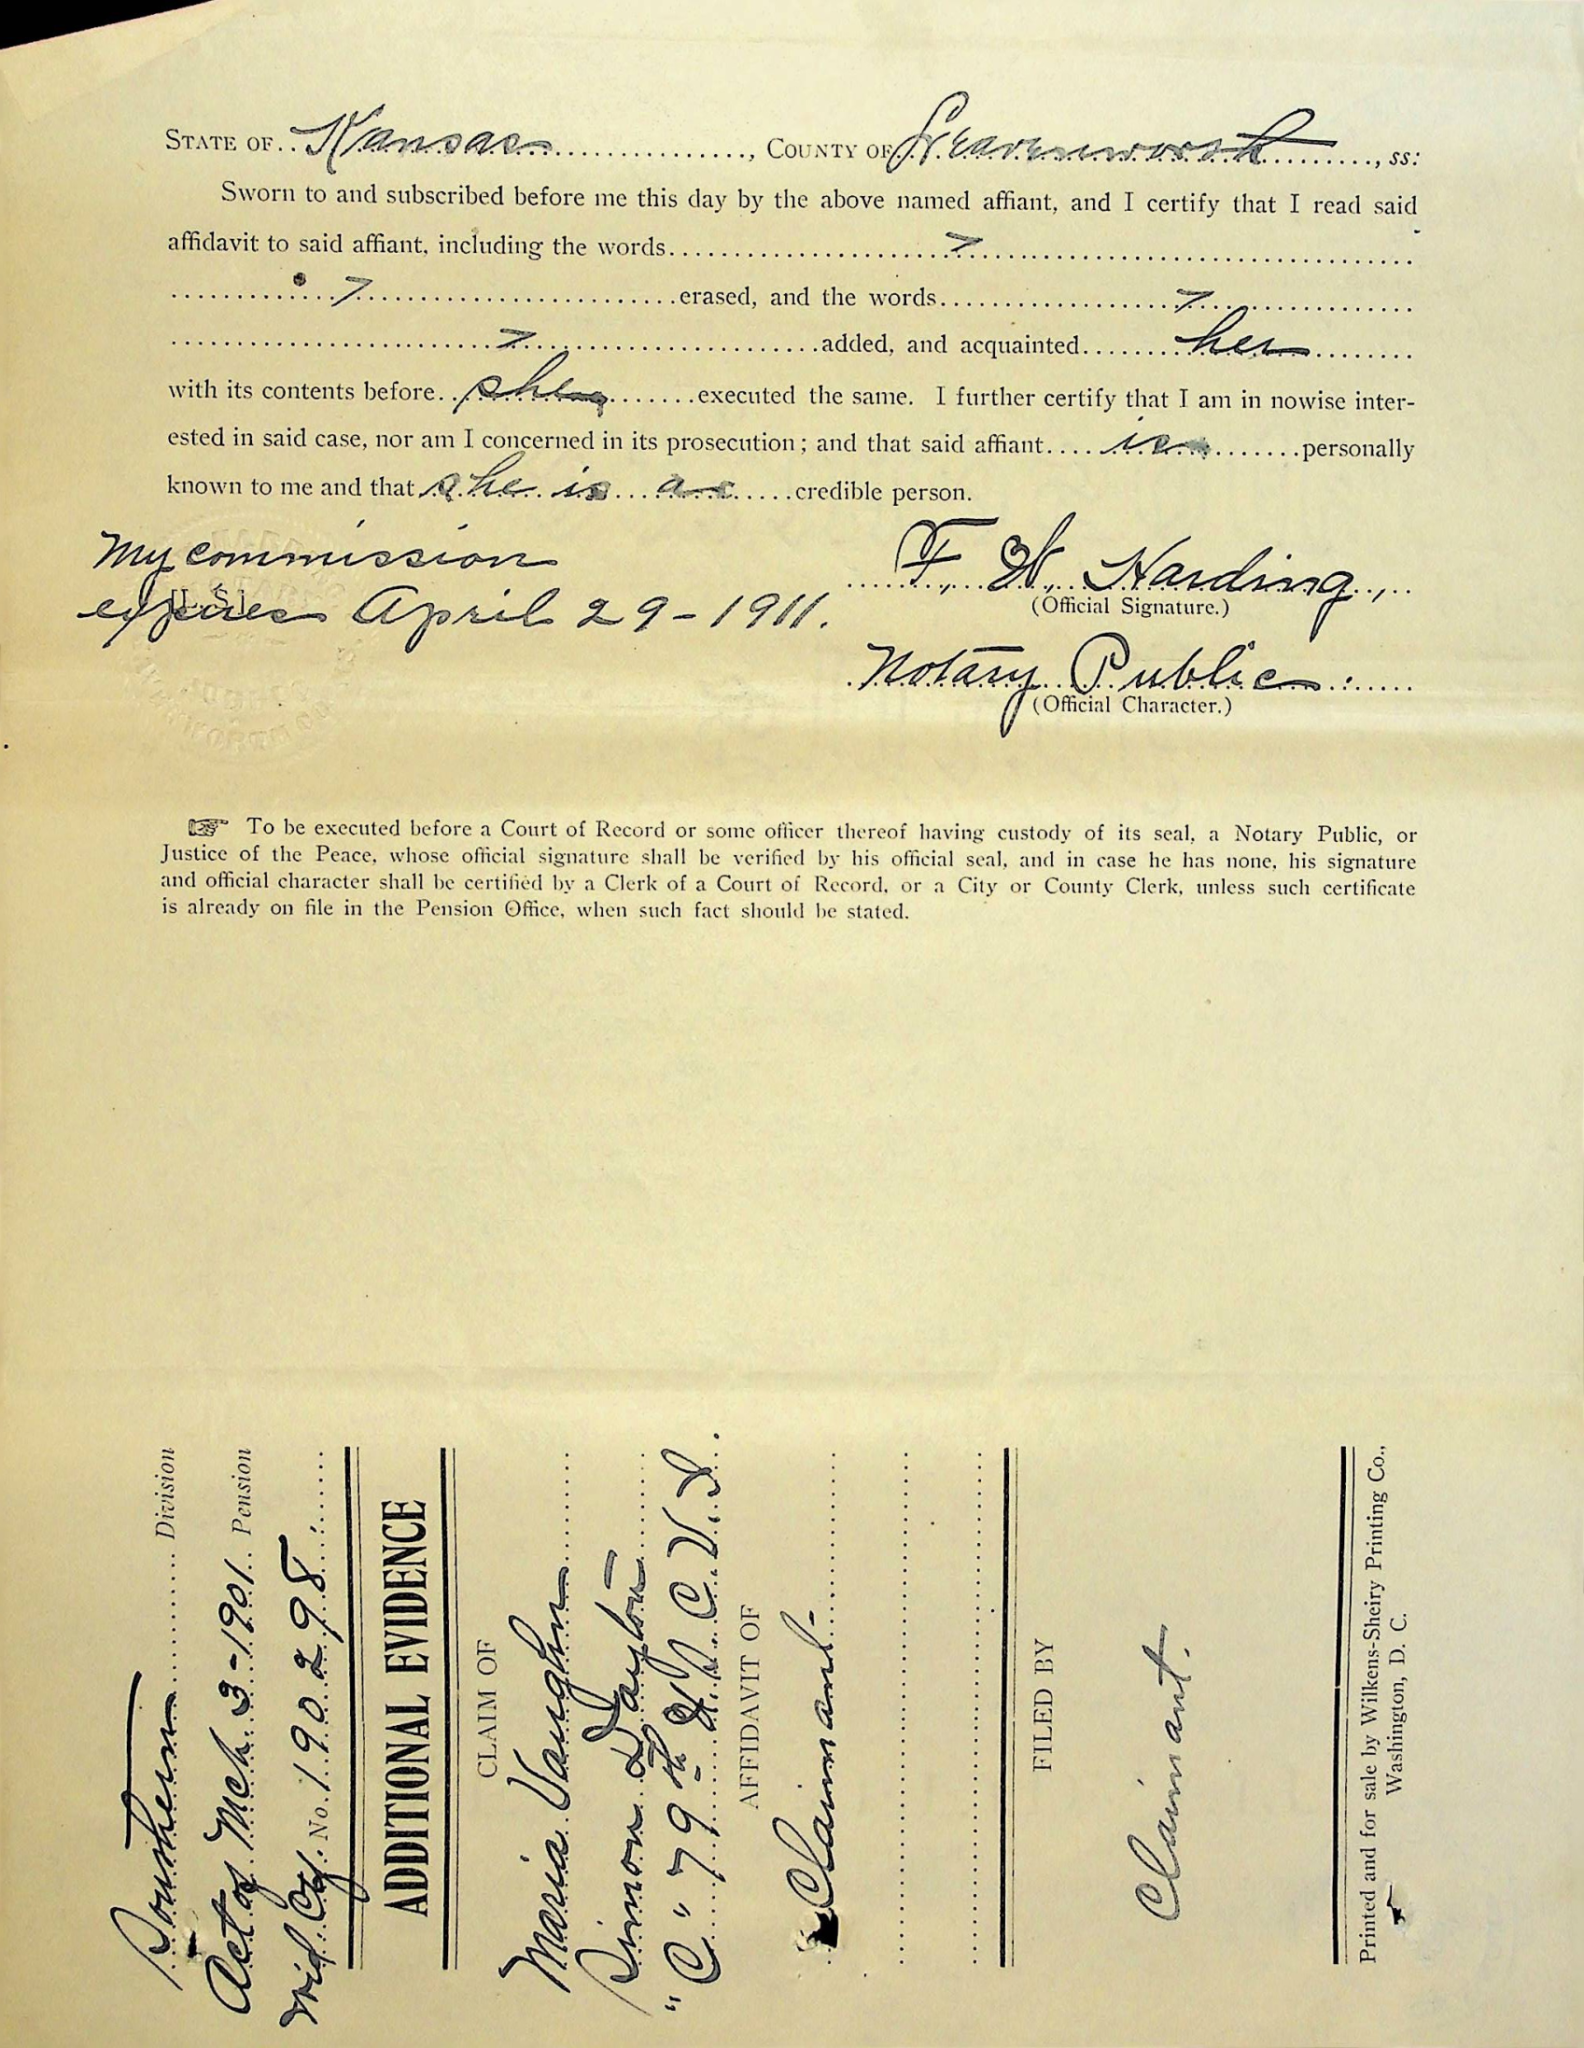 STATE OF Kansas, COUNTY OF Leavenworth, ss:
Sworn to and subscribed before me this day by the above named affiant, and I certify that I read said
affidavit to said affiant, including the words
erased, and the words
added, and acquainted her
with its contents before she executed the same. I further certify that I am in nowise inter-
ested in said case, nor am I concerned in its prosecution; and that said affiant is personally
known to me and that she is a credible person.
My commission
expires April 29-1911.
[L.S.]
F. W. Harding,
(Official Signature.)
Notary Public
(Official Character.)
☞ To be executed before a Court of Record or some officer thereof having custody of its seal, a Notary Public, or
Justice of the Peace, whose official signature shall be verified by his official seal, and in case he has none, his signature
and official character shall be certified by a Clerk of a Court of Record, or a City or County Clerk, unless such certificate
is already on file in the Pension Office, when such fact should be stated.
Southern Division
Act of Mch 3-1901. Pension
Wid. Ctf. No. 190298
ADDITIONAL EVIDENCE
CLAIM OF
Maria Vaughn
Simon Dayton
"C" 79th U.S.C.V.I.
AFFIDAVIT OF
Claimant-
FILED BY
Claimant.
Printed and for sale by Wilkens-Sheiry Printing Co.,
Washington, D. C.